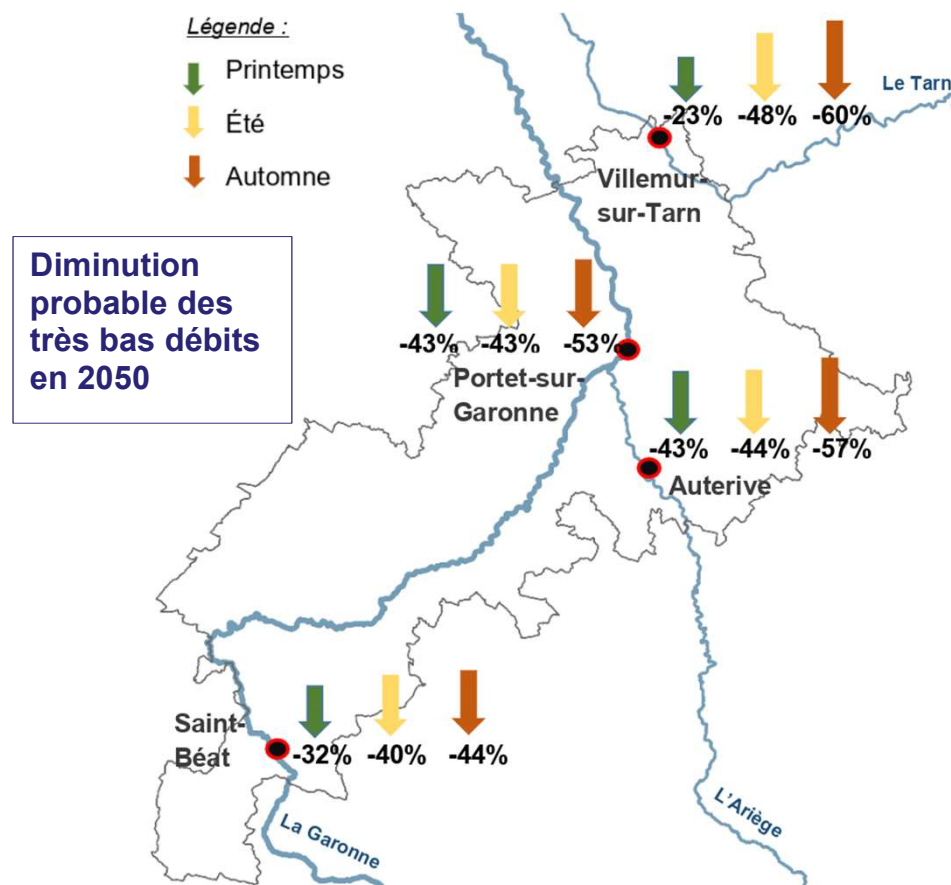 Légende :
Printemps
Été
Automne
Diminution
probable des
très bas débits
en 2050
Le Tarn
-23% -48% -60%
Villemur-
sur-Tarn
-43% -43% -53%
Portet-sur-
Garonne
-43% -44% -57%
Auterive
Saint-
Béat
-32% -40% -44%
La Garonne
L'Ariège